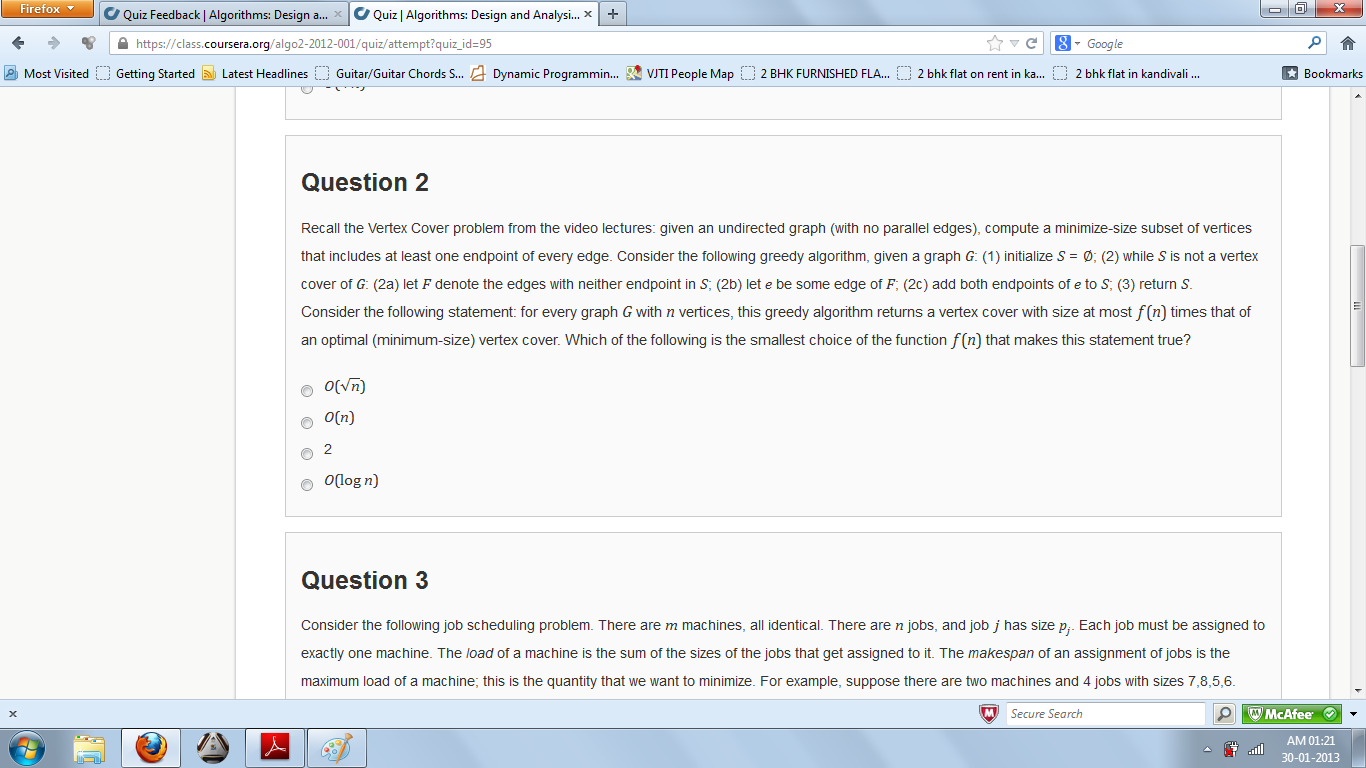 Firefox
Quiz Feedback | Algorithms: Design a...
Quiz | Algorithms: Design and Analysi...
https://class.coursera.org/algo2-2012-001/quiz/attempt?quiz_id=95
Google
Most Visited
Getting Started
Latest Headlines
Guitar/Guitar Chords S...
Dynamic Programmin...
VJTI People Map
2 BHK FURNISHED FLA...
2 bhk flat on rent in ka...
2 bhk flat in kandivali ...
Bookmarks
Question 2
Recall the Vertex Cover problem from the video lectures: given an undirected graph (with no parallel edges), compute a minimize-size subset of vertices
that includes at least one endpoint of every edge. Consider the following greedy algorithm, given a graph G: (1) initialize S = ∅; (2) while S is not a vertex
cover of G: (2a) let F denote the edges with neither endpoint in S; (2b) let e be some edge of F; (2c) add both endpoints of e to S; (3) return S.
Consider the following statement: for every graph G with n vertices, this greedy algorithm returns a vertex cover with size at most f(n) times that of
an optimal (minimum-size) vertex cover. Which of the following is the smallest choice of the function f(n) that makes this statement true?
O(√n)
O(n)
2
O(log n)
Question 3
Consider the following job scheduling problem. There are m machines, all identical. There are n jobs, and job j has size pⱼ. Each job must be assigned to
exactly one machine. The load of a machine is the sum of the sizes of the jobs that get assigned to it. The makespan of an assignment of jobs is the
maximum load of a machine; this is the quantity that we want to minimize. For example, suppose there are two machines and 4 jobs with sizes 7,8,5,6.
x
Secure Search
McAfee
AM 01:21
30-01-2013